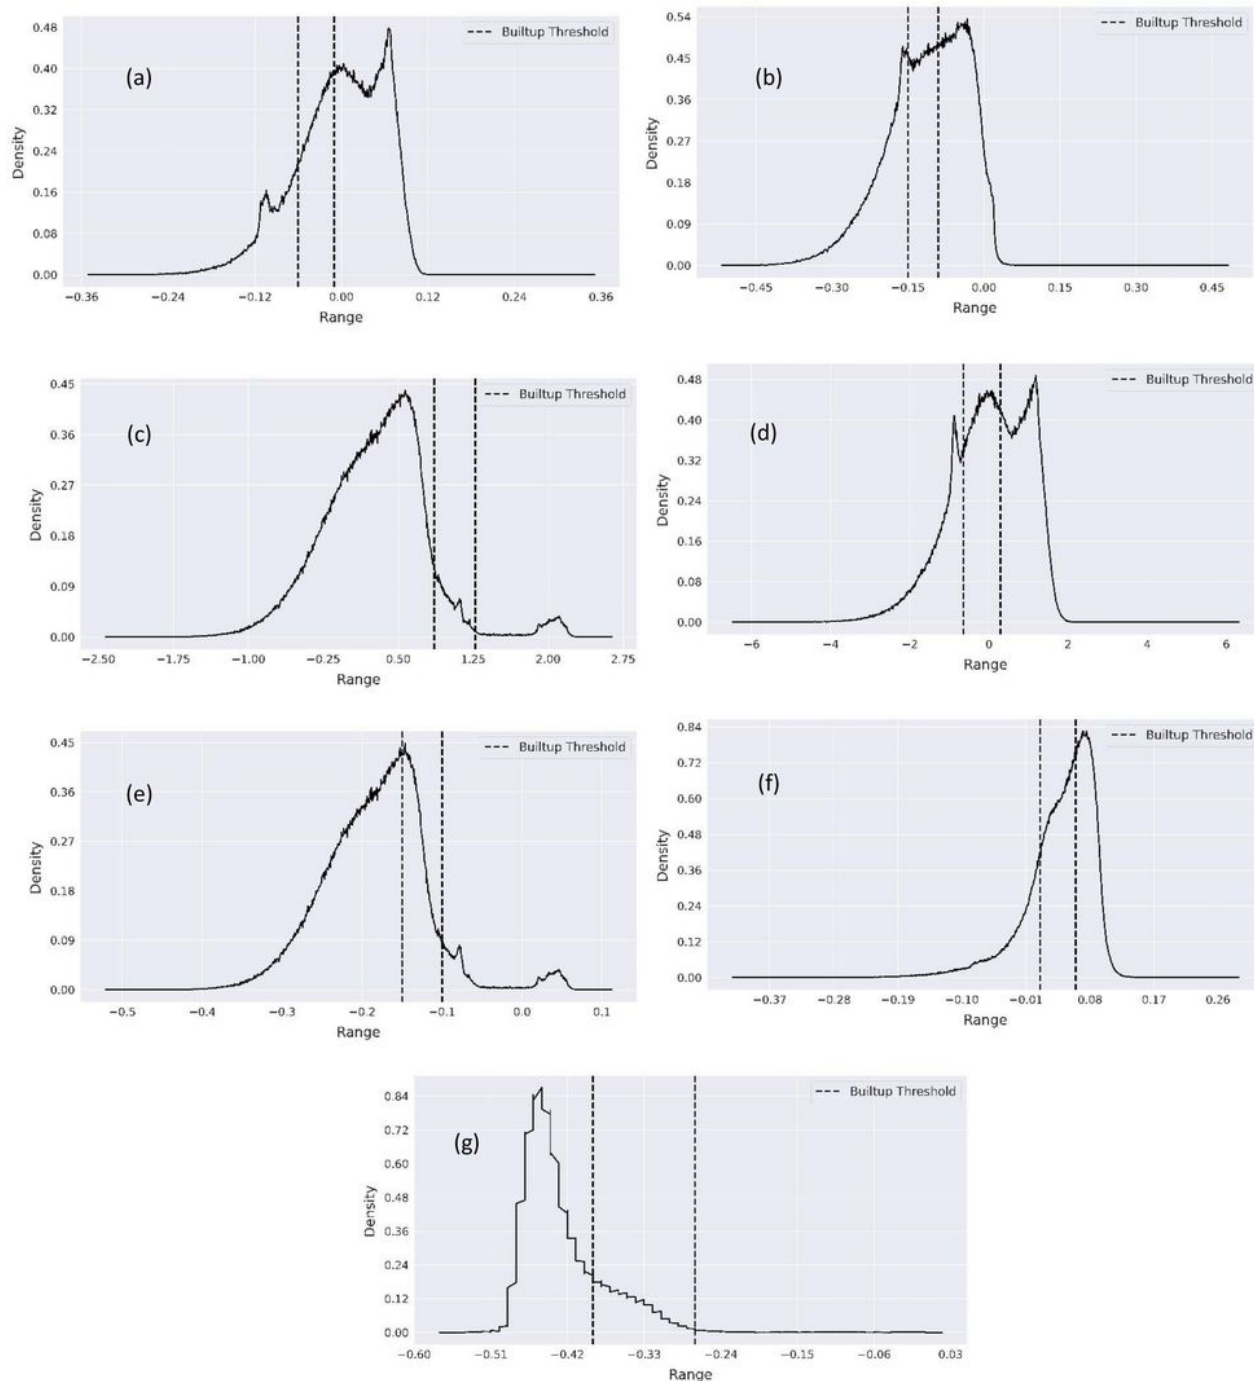 0.48
0.40
0.32
0.24
0.16
0.08
0.00
Density
(a)
Builtup Threshold
−0.36 −0.24 −0.12 0.00 0.12 0.24 0.36
Range
0.54
0.45
0.36
0.27
0.18
0.09
0.00
Density
(b)
Builtup Threshold
−0.45 −0.30 −0.15 0.00 0.15 0.30 0.45
Range
0.45
0.36
0.27
0.18
0.09
0.00
Density
(c)
Builtup Threshold
−2.50 −1.75 −1.00 −0.25 0.50 1.25 2.00 2.75
Range
0.48
0.40
0.32
0.24
0.16
0.08
0.00
Density
(d)
Builtup Threshold
−6 −4 −2 0 2 4 6
Range
0.45
0.36
0.27
0.18
0.09
0.00
Density
(e)
Builtup Threshold
−0.5 −0.4 −0.3 −0.2 −0.1 0.0 0.1
Range
0.84
0.72
0.60
0.48
0.36
0.24
0.12
0.00
Density
(f)
Builtup Threshold
−0.37 −0.28 −0.19 −0.10 −0.01 0.08 0.17 0.26
Range
0.84
0.72
0.60
0.48
0.36
0.24
0.12
0.00
Density
(g)
Builtup Threshold
−0.60 −0.51 −0.42 −0.33 −0.24 −0.15 −0.06 0.03
Range